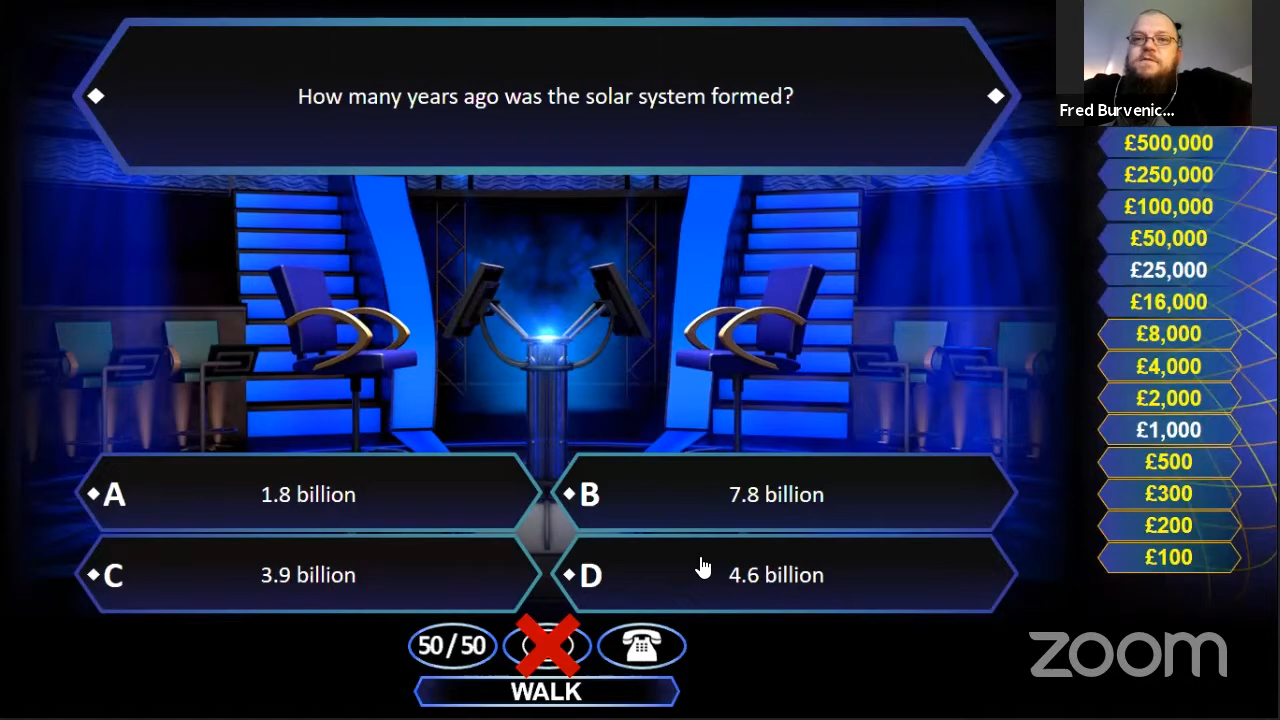 How many years ago was the solar system formed?
Fred Burvenic...
£500,000
£250,000
£100,000
£50,000
£25,000
£16,000
£8,000
£4,000
£2,000
£1,000
£500
£300
£200
£100
A 1.8 billion
B 7.8 billion
C 3.9 billion
D 4.6 billion
50/50
WALK
zoom